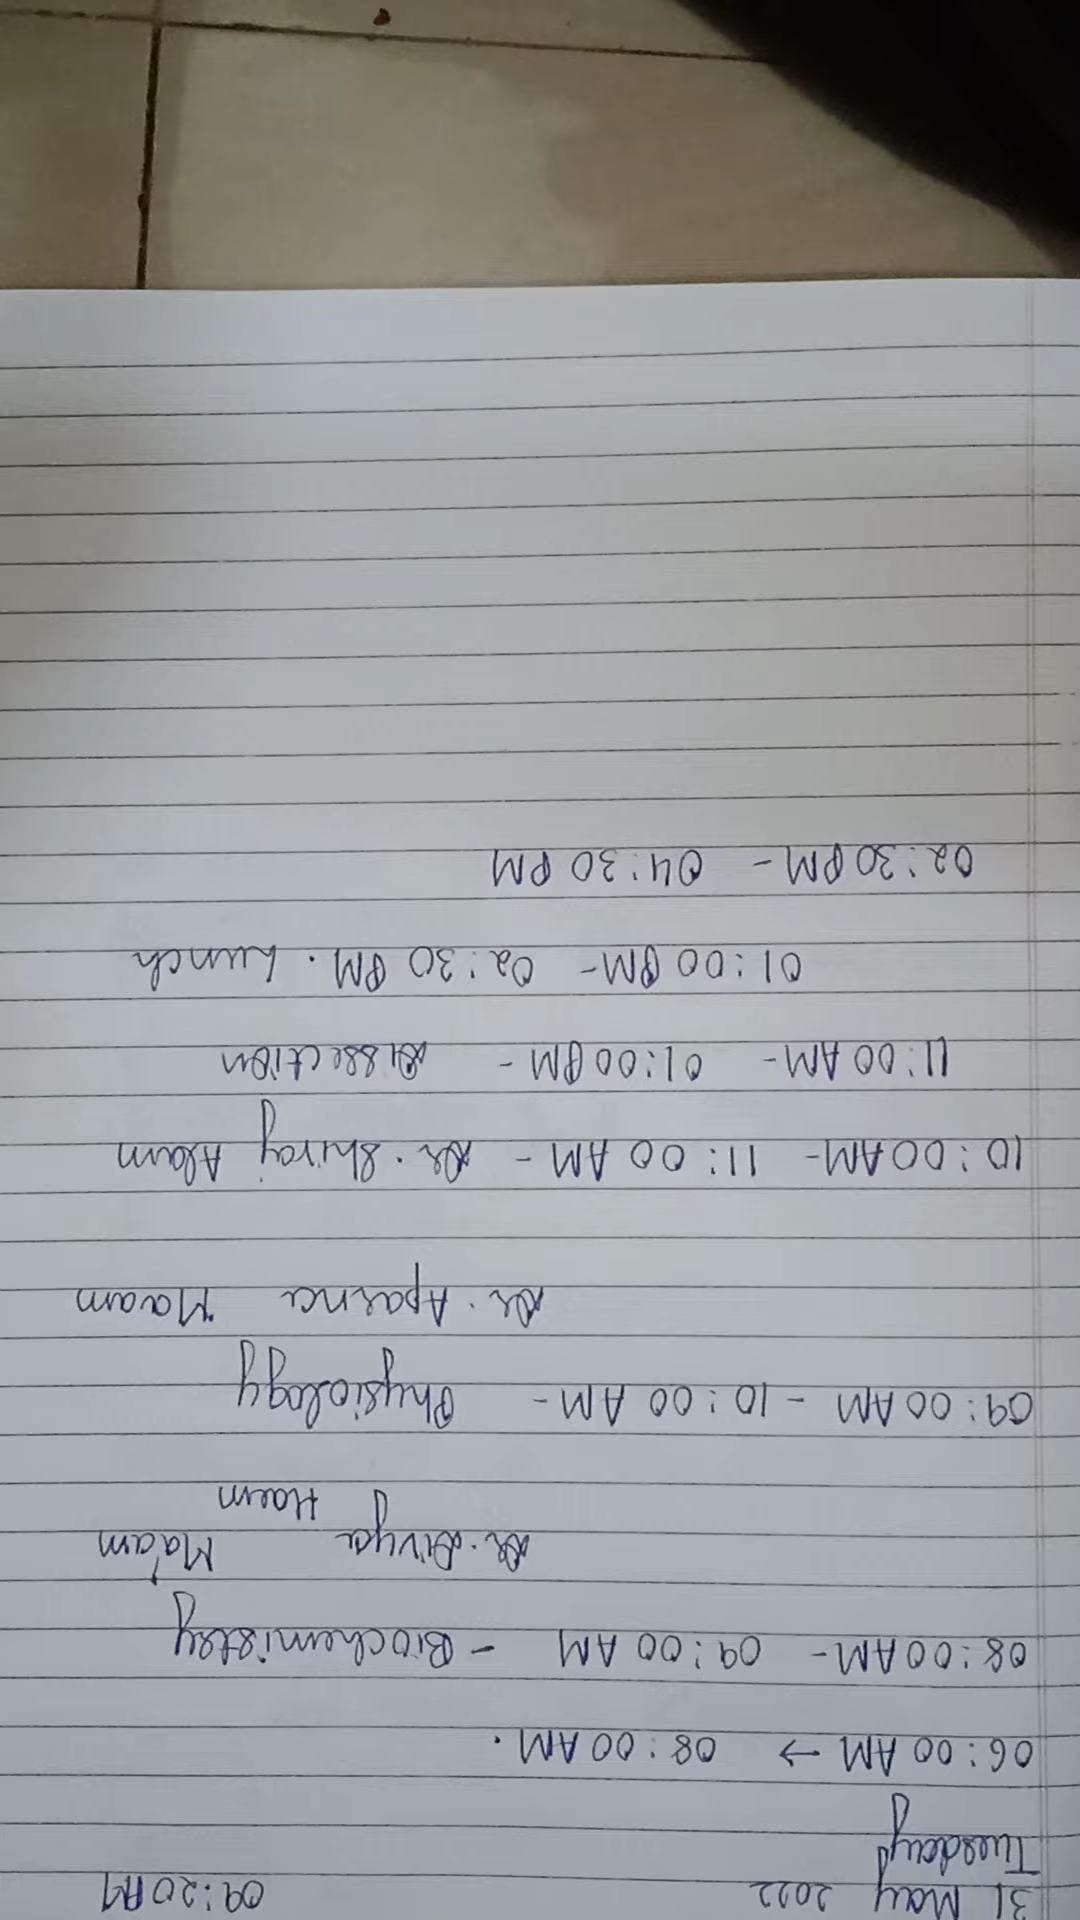 31 May 2022 09:20 AM
Tuesday
06:00 AM → 08:00 AM.
08:00 AM - 09:00 AM - Biochemistry
Dr. Divya Ma'am
Haem
09:00 AM - 10:00 AM - Physiology
Dr. Aparna Maam
10:00 AM - 11:00 AM - Dr. Shiraj Alam
11:00 AM - 01:00 PM - Dissection
01:00 PM - 02:30 PM. Lunch
02:30 PM - 04:30 PM